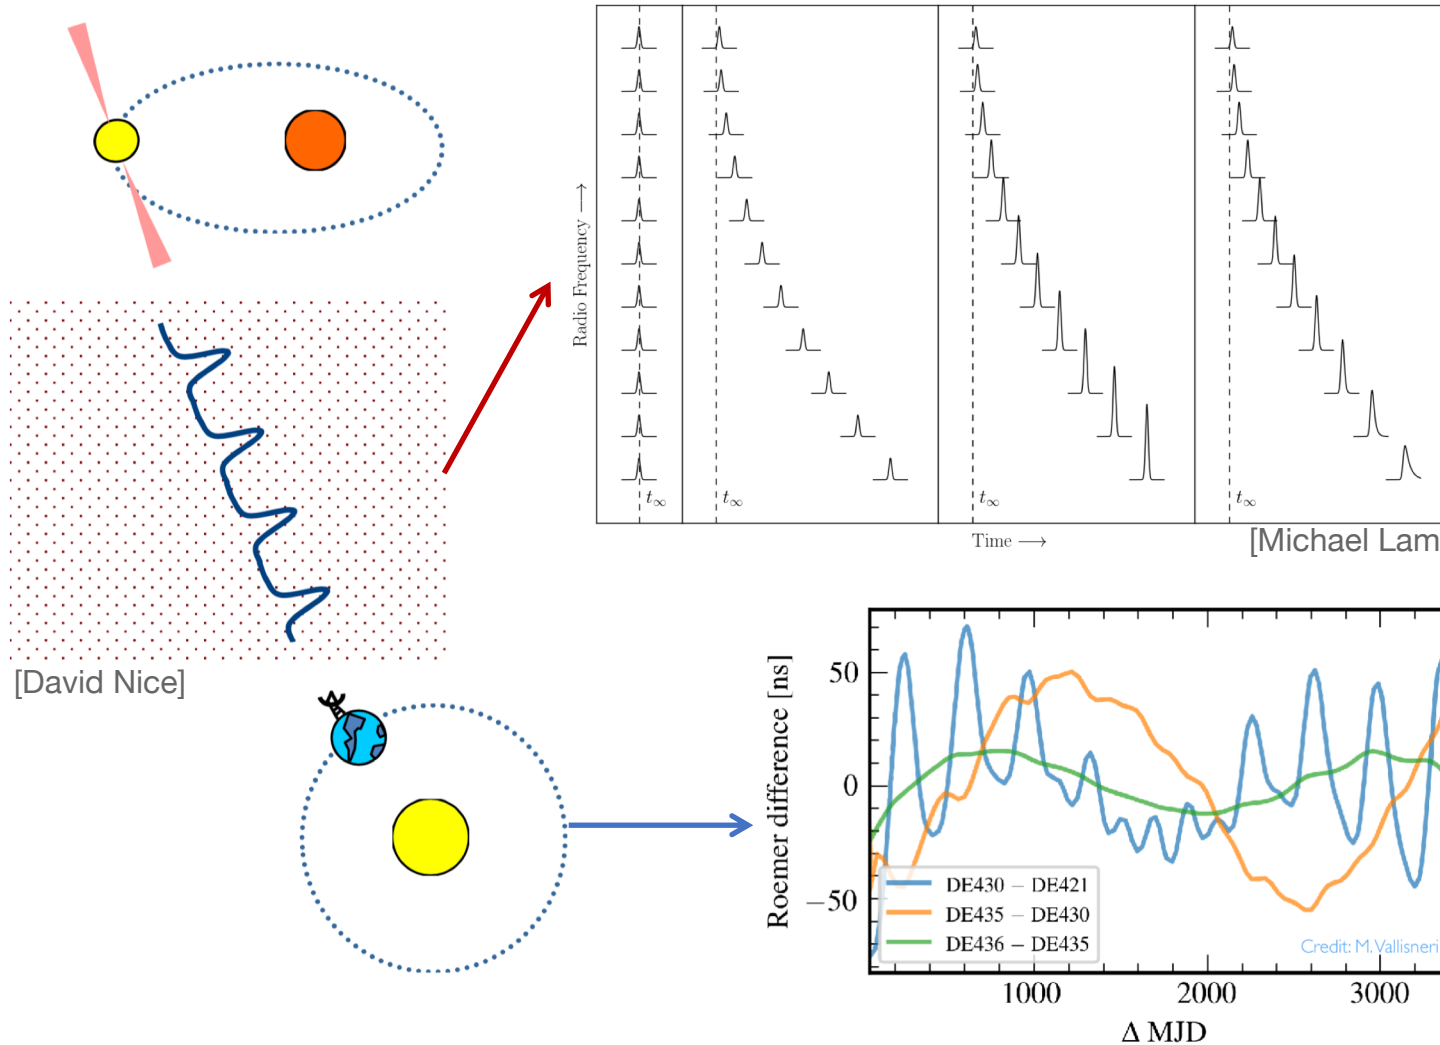 Radio Frequency ⟶
t∞
t∞
t∞
t∞
Time ⟶
[Michael Lam
[David Nice]
Roemer difference [ns]
50
0
−50
DE430 − DE421
DE435 − DE430
DE436 − DE435
Credit: M. Vallisneri
1000
2000
3000
Δ MJD